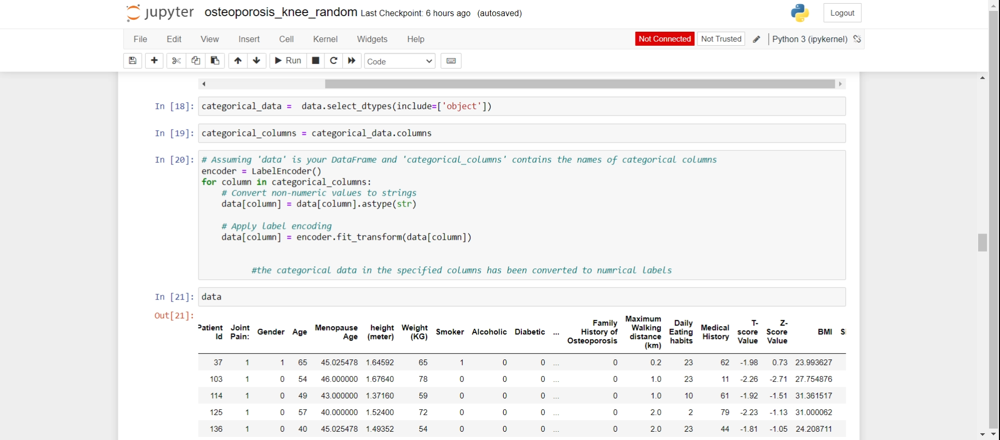 jupyter osteoporosis_knee_random Last Checkpoint: 6 hours ago (autosaved) Logout
File Edit View Insert Cell Kernel Widgets Help Not Connected Not Trusted Python 3 (ipykernel)
Run Code
In [18]: categorical_data =  data.select_dtypes(include=['object'])
In [19]: categorical_columns = categorical_data.columns
In [20]: # Assuming 'data' is your DataFrame and 'categorical_columns' contains the names of categorical columns
encoder = LabelEncoder()
for column in categorical_columns:
    # Convert non-numeric values to strings
    data[column] = data[column].astype(str)
    # Apply label encoding
    data[column] = encoder.fit_transform(data[column])
          #the categorical data in the specified columns has been converted to numrical labels
In [21]: data
Out[21]:
Patient Id Joint Pain: Gender Age Menopause Age height (meter) Weight (KG) Smoker Alcoholic Diabetic ... Family History of Osteoporosis Maximum Walking distance (km) Daily Eating habits Medical History T-score Value Z-Score Value BMI Si
37 1 1 65 45.025478 1.64592 65 1 0 0 ... 0 0.2 23 62 -1.98 0.73 23.993627
103 1 0 54 46.000000 1.67640 78 0 0 0 ... 0 1.0 23 11 -2.26 -2.71 27.754876
114 1 0 49 43.000000 1.37160 59 0 0 0 ... 0 1.0 10 61 -1.92 -1.51 31.361517
125 1 0 57 40.000000 1.52400 72 0 0 0 ... 0 2.0 2 79 -2.23 -1.13 31.000062
136 1 0 40 45.025478 1.49352 54 0 0 0 ... 0 2.0 23 44 -1.81 -1.05 24.208711